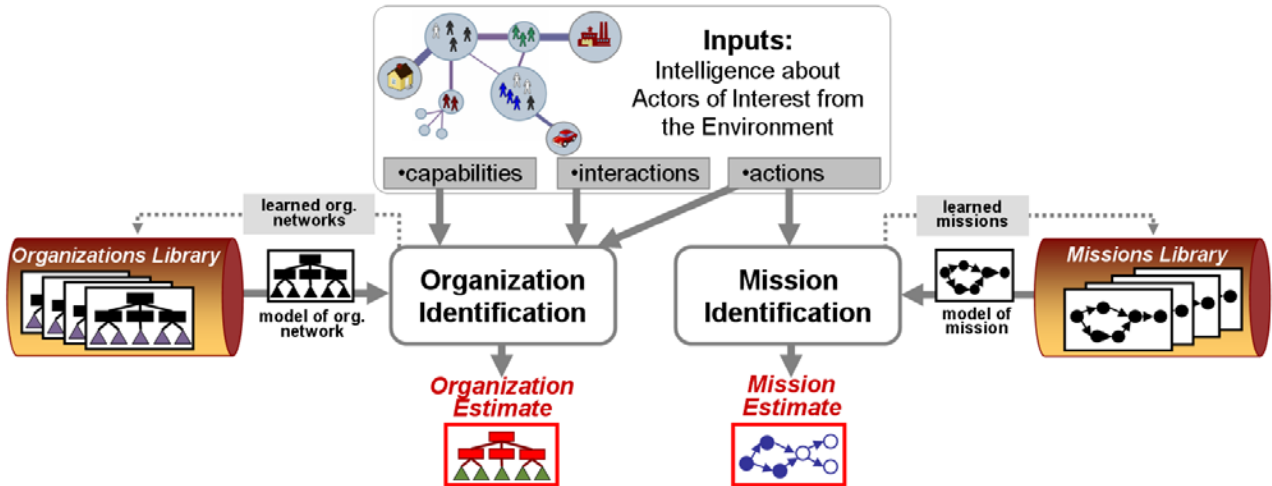 Inputs:
Intelligence about
Actors of Interest from
the Environment
•capabilities
•interactions
•actions
learned org.
networks
learned
missions
Organizations Library
model of org.
network
Organization
Identification
Mission
Identification
model of
mission
Missions Library
Organization
Estimate
Mission
Estimate